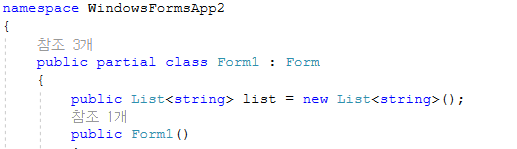 namespace WindowsFormsApp2
{
참조 3개
public partial class Form1 : Form
{
public List<string> list = new List<string>();
참조 1개
public Form1()